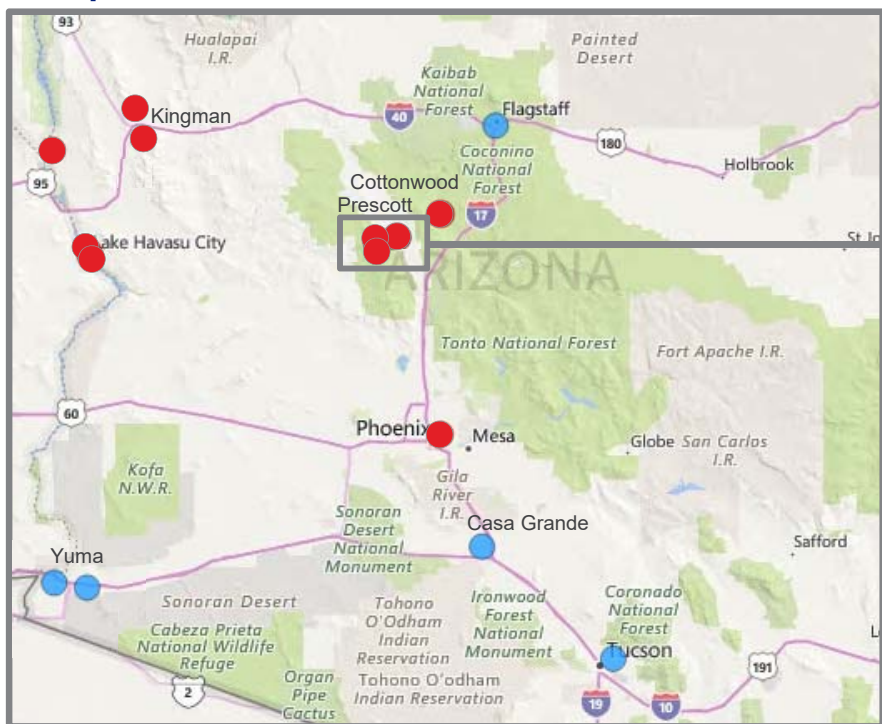 93
Hualapai
I.R.
Painted
Desert
Kaibab
National
Forest
Kingman
40
Flagstaff
180
Coconino
National
Forest
Holbrook
95
Cottonwood
Prescott
17
Lake Havasu City
St Jo
ARIZONA
Tonto National Forest
Fort Apache I.R.
60
Phoenix
Mesa
Globe
San Carlos
I.R.
Kofa
N.W.R.
Gila
River
I.R.
Sonoran
Desert
National
Monument
Casa Grande
Safford
Yuma
Sonoran Desert
Tohono
O'Odham
Indian
Reservation
Ironwood
Forest
National
Monument
Coronado
National
Forest
Cabeza Prieta
National Wildlife
Refuge
Tucson
191
Tohono O'odham
Indian Reservation
Organ
Pipe
Cactus
2
19
10